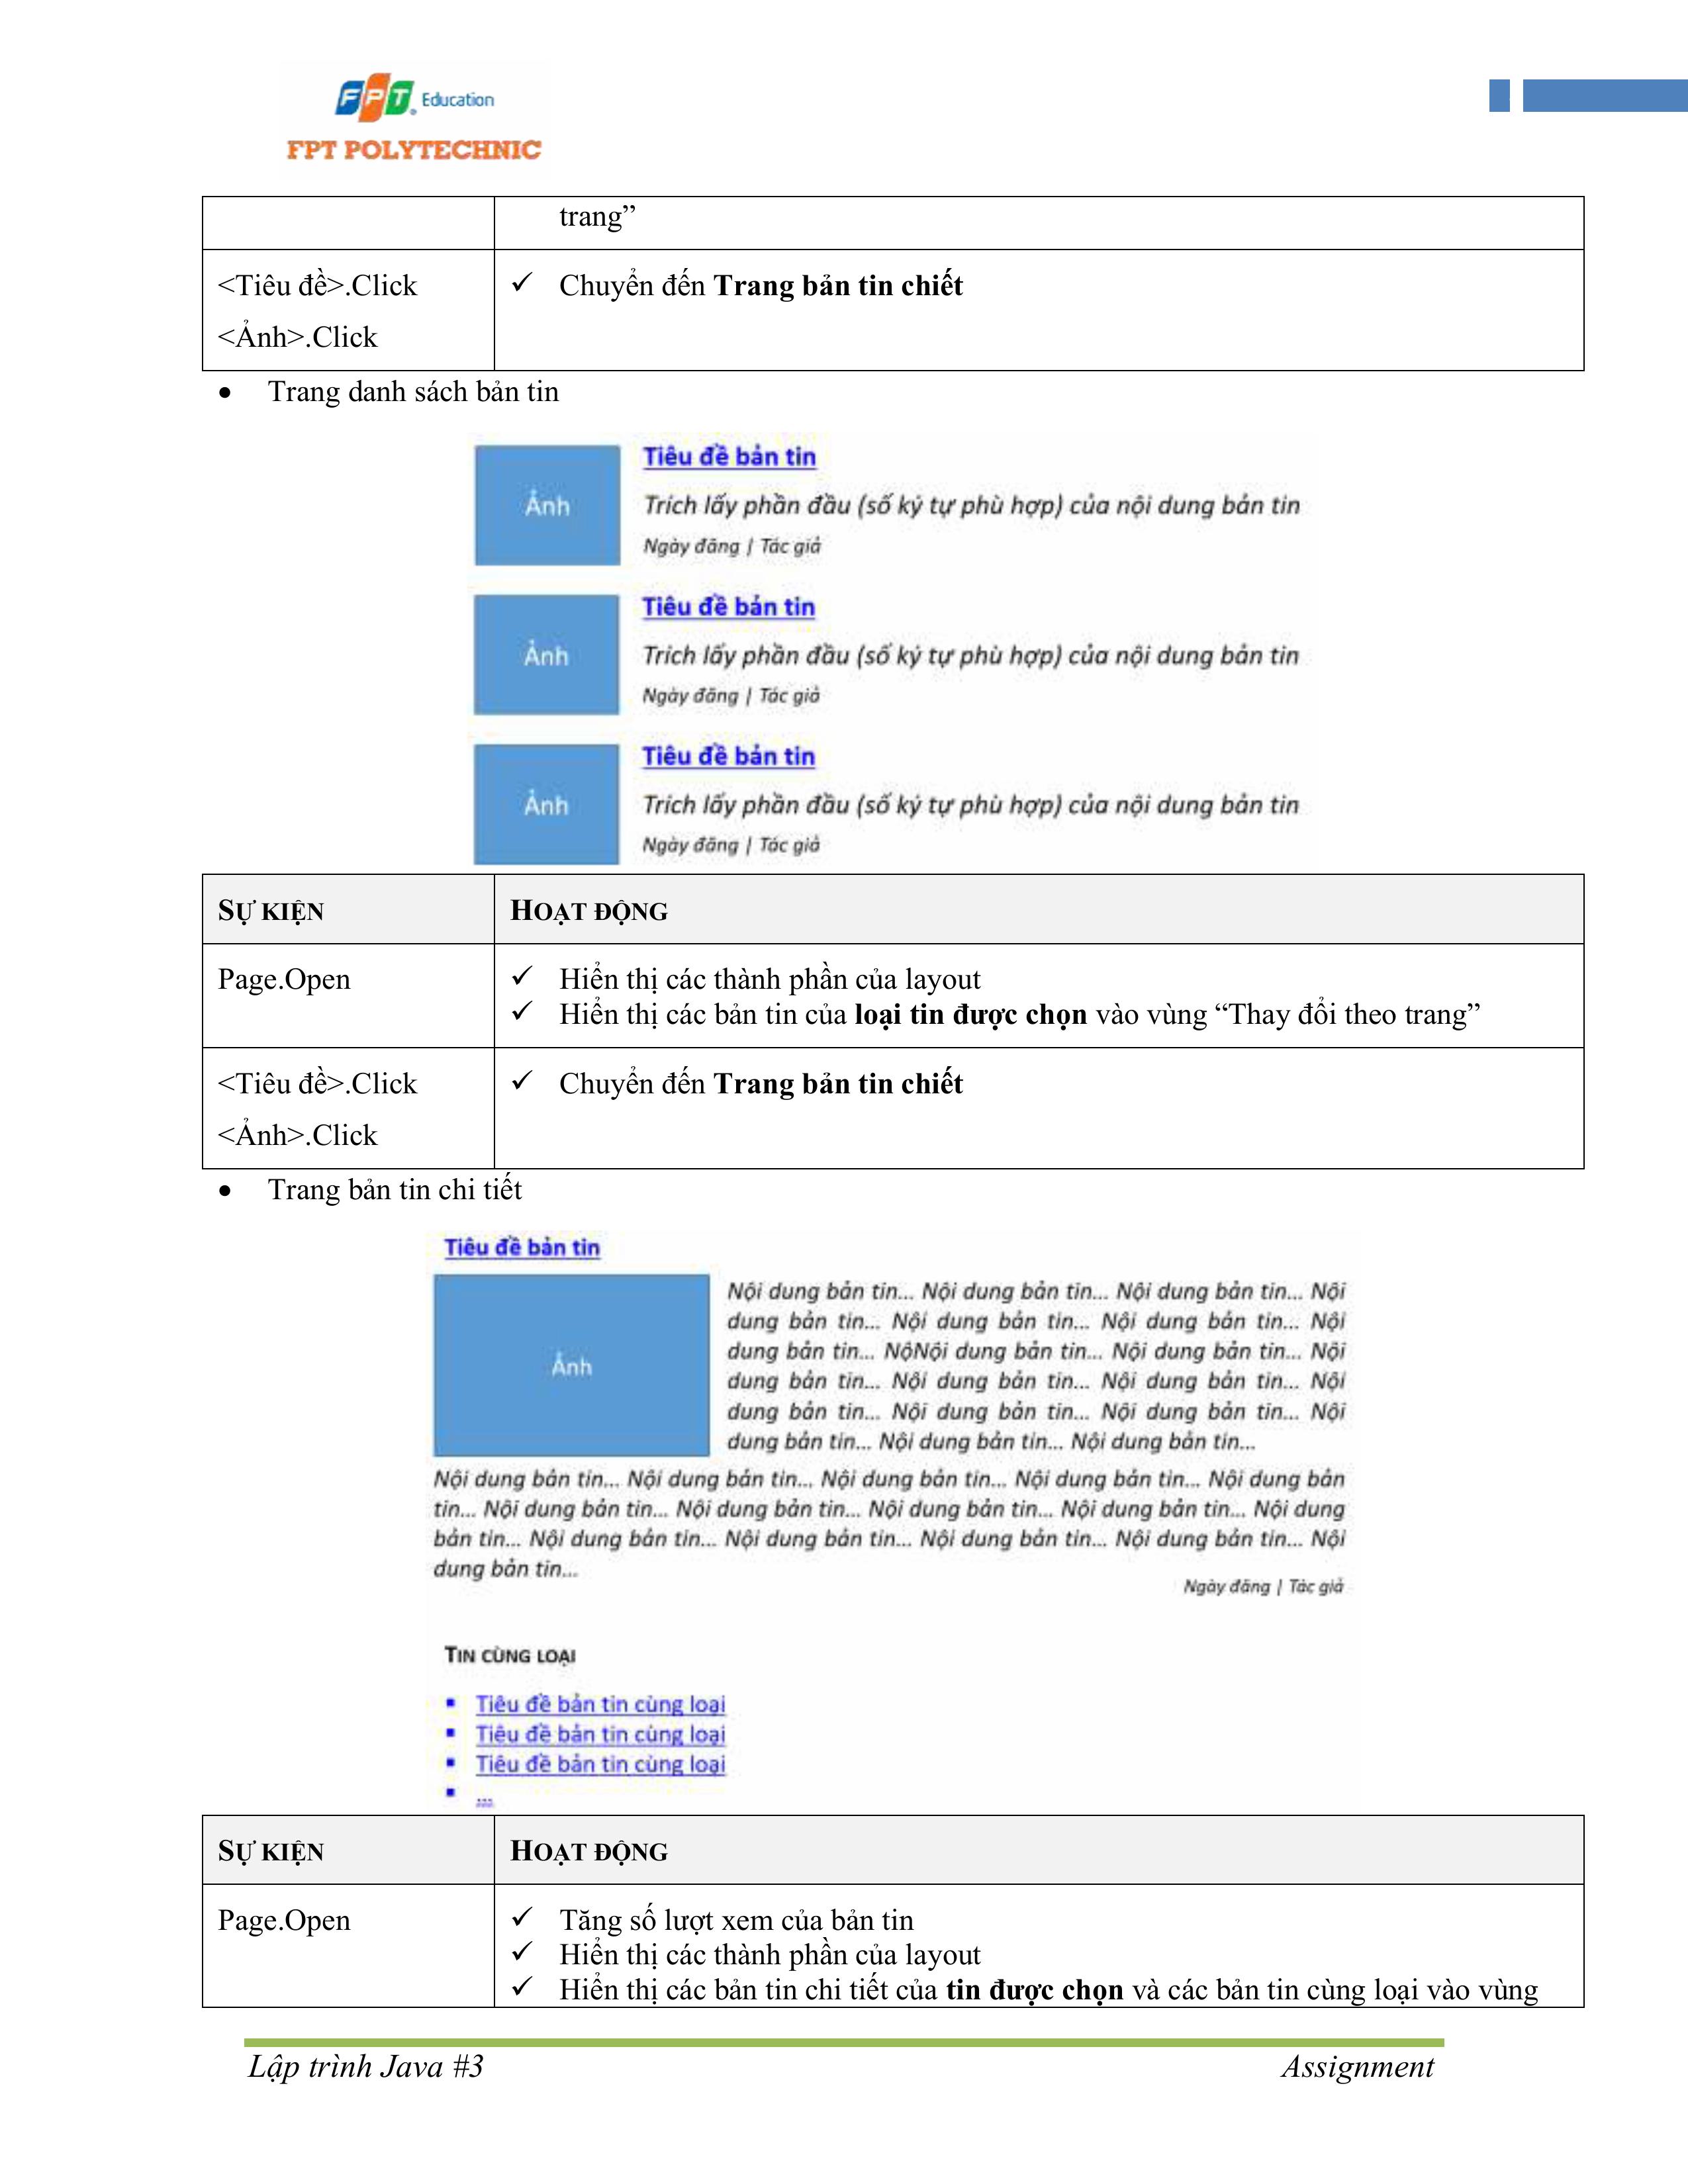 FPT Education
FPT POLYTECHNIC
trang”
<Tiêu đề>.Click
✓ Chuyển đến Trang bản tin chiết
<Ảnh>.Click
• Trang danh sách bản tin
Ảnh
Tiêu đề bản tin
Trích lấy phần đầu (số ký tự phù hợp) của nội dung bản tin
Ngày đăng | Tác giả
Ảnh
Tiêu đề bản tin
Trích lấy phần đầu (số ký tự phù hợp) của nội dung bản tin
Ngày đăng | Tác giả
Ảnh
Tiêu đề bản tin
Trích lấy phần đầu (số ký tự phù hợp) của nội dung bản tin
Ngày đăng | Tác giả
SỰ KIỆN
HOẠT ĐỘNG
Page.Open
✓ Hiển thị các thành phần của layout
✓ Hiển thị các bản tin của loại tin được chọn vào vùng “Thay đổi theo trang”
<Tiêu đề>.Click
✓ Chuyển đến Trang bản tin chiết
<Ảnh>.Click
• Trang bản tin chi tiết
Tiêu đề bản tin
Ảnh
Nội dung bản tin... Nội dung bản tin... Nội dung bản tin... Nội
dung bản tin... Nội dung bản tin... Nội dung bản tin... Nội
dung bản tin... NộNội dung bản tin... Nội dung bản tin... Nội
dung bản tin... Nội dung bản tin... Nội dung bản tin... Nội
dung bản tin... Nội dung bản tin... Nội dung bản tin... Nội
dung bản tin... Nội dung bản tin... Nội dung bản tin...
Nội dung bản tin... Nội dung bản tin... Nội dung bản tin... Nội dung bản tin... Nội dung bản
tin... Nội dung bản tin... Nội dung bản tin... Nội dung bản tin... Nội dung bản tin... Nội dung
bản tin... Nội dung bản tin... Nội dung bản tin... Nội dung bản tin... Nội dung bản tin... Nội
dung bản tin...
Ngày đăng | Tác giả
TIN CÙNG LOẠI
▪ Tiêu đề bản tin cùng loại
▪ Tiêu đề bản tin cùng loại
▪ Tiêu đề bản tin cùng loại
▪ ...
SỰ KIỆN
HOẠT ĐỘNG
Page.Open
✓ Tăng số lượt xem của bản tin
✓ Hiển thị các thành phần của layout
✓ Hiển thị các bản tin chi tiết của tin được chọn và các bản tin cùng loại vào vùng
Lập trình Java #3
Assignment